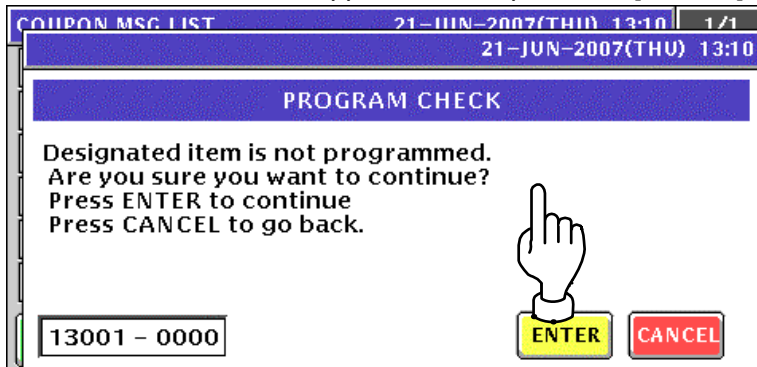 COUPON MSG LIST 21-JUN-2007(THU) 13:10 1/1
21-JUN-2007(THU) 13:10
PROGRAM CHECK
Designated item is not programmed.
Are you sure you want to continue?
Press ENTER to continue
Press CANCEL to go back.
13001 - 0000 ENTER CANCEL